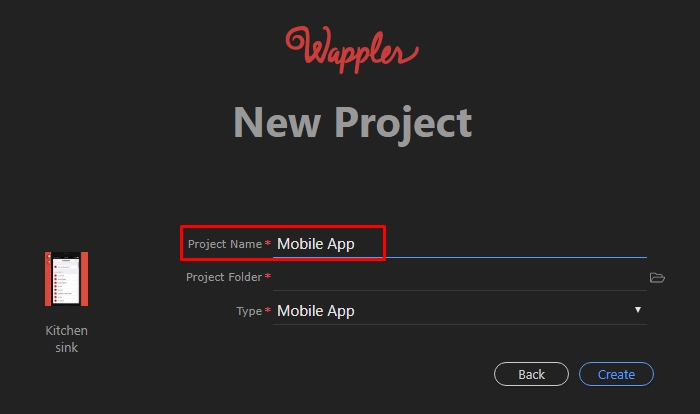 Wappler
New Project
Project Name * Mobile App
Project Folder *
Type * Mobile App
Kitchen
sink
Back
Create